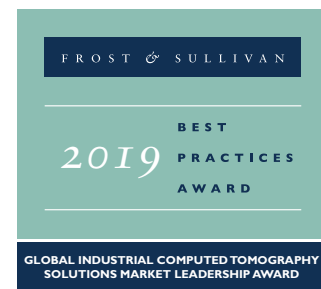 FROST & SULLIVAN
BEST
2019 PRACTICES
AWARD
GLOBAL INDUSTRIAL COMPUTED TOMOGRAPHY
SOLUTIONS MARKET LEADERSHIP AWARD